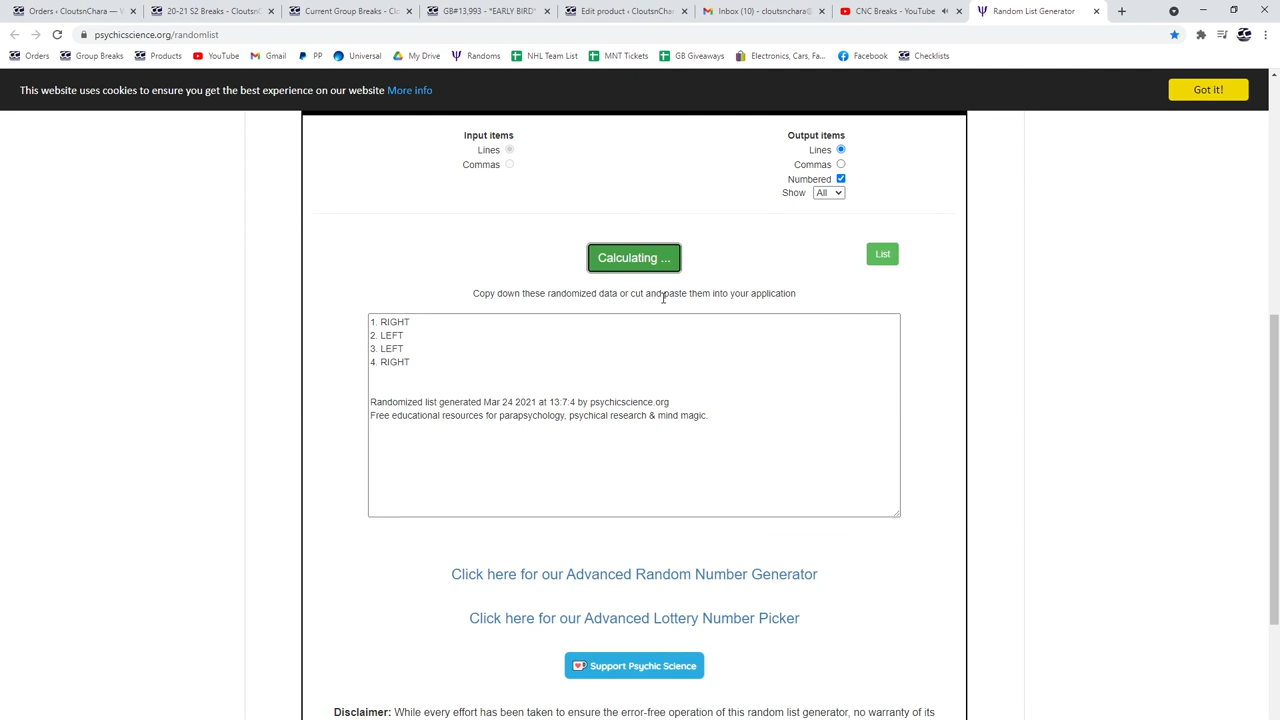 Orders ‹ CloutsnChara — W
20-21 S2 Breaks - CloutsnC
Current Group Breaks - Clou
GB#13,993 - *EARLY BIRD*
Edit product ‹ CloutsnChara
Inbox (12) - cloutsnchara@
CNC Breaks - YouTube
Random List Generator
psychicscience.org/randomlist
Orders
Group Breaks
Products
YouTube
Gmail
PP
Universal
My Drive
Randoms
NHL Team List
MNT Tickets
GB Giveaways
Electronics, Cars, Fa...
Facebook
Checklists
This website uses cookies to ensure you get the best experience on our website More info
Got it!
Input items
Lines
Commas
Output items
Lines
Commas
Numbered
Show All
Calculating ...
List
Copy down these randomized data or cut and paste them into your application
1. RIGHT
2. LEFT
3. LEFT
4. RIGHT
Randomized list generated Mar 24 2021 at 13:7:4 by psychicscience.org
Free educational resources for parapsychology, psychical research & mind magic.
Click here for our Advanced Random Number Generator
Click here for our Advanced Lottery Number Picker
Support Psychic Science
Disclaimer: While every effort has been taken to ensure the error-free operation of this random list generator, no warranty of its